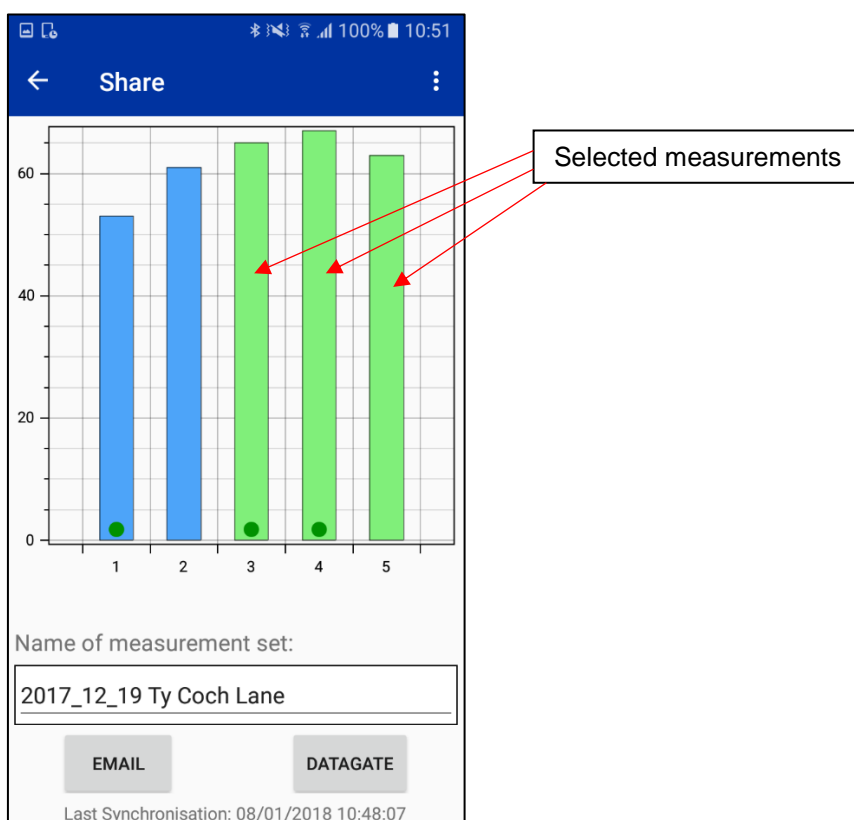 100% 10:51
Share
Selected measurements
60
40
20
0
1 2 3 4 5
Name of measurement set:
2017_12_19 Ty Coch Lane
EMAIL DATAGATE
Last Synchronisation: 08/01/2018 10:48:07